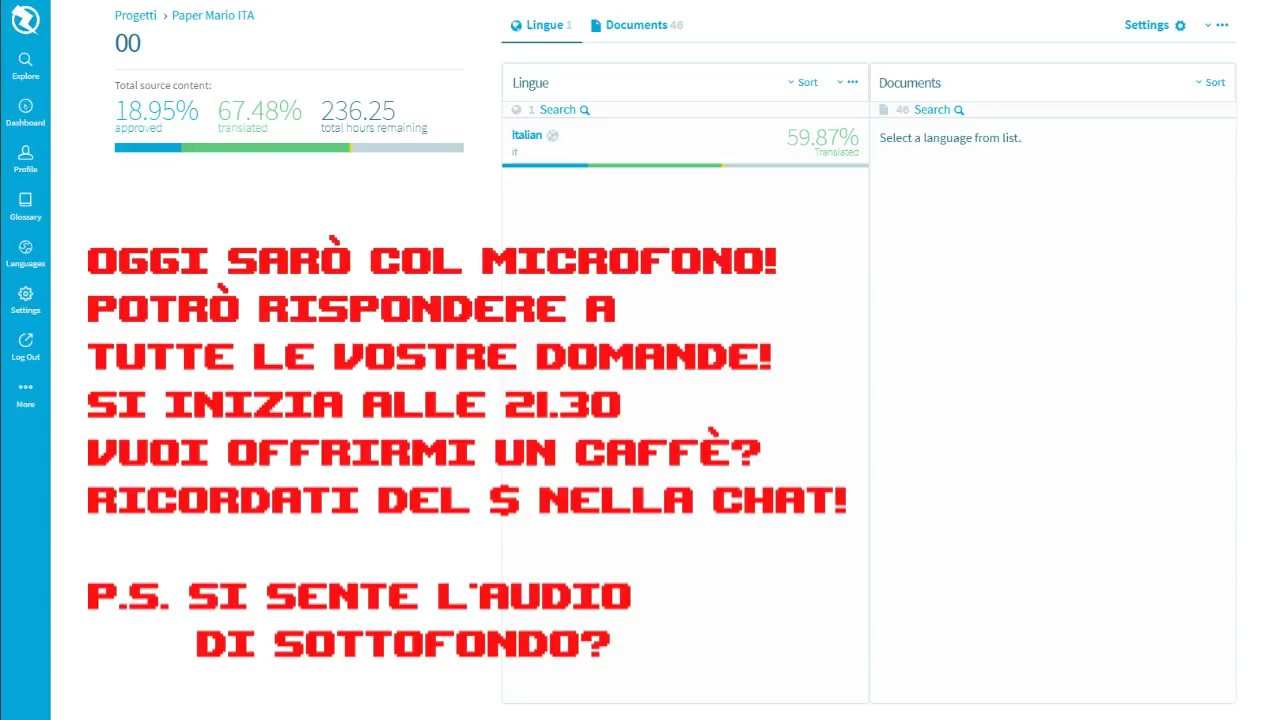 Explore
Dashboard
Profile
Glossary
Languages
Settings
Log Out
More
Progetti > Paper Mario ITA
00
Total source content:
18.95% 67.48% 236.25
approved translated total hours remaining
Lingue 1 Documents 46
Settings
Lingue Sort
1 Search
Italian
it
59.87%
Translated
Documents Sort
46 Search
Select a language from list.
OGGI SARÒ COL MICROFONO!
POTRÒ RISPONDERE A
TUTTE LE VOSTRE DOMANDE!
SI INIZIA ALLE 21.30
VUOI OFFRIRMI UN CAFFÈ?
RICORDATI DEL $ NELLA CHAT!
P.S. SI SENTE L'AUDIO
DI SOTTOFONDO?